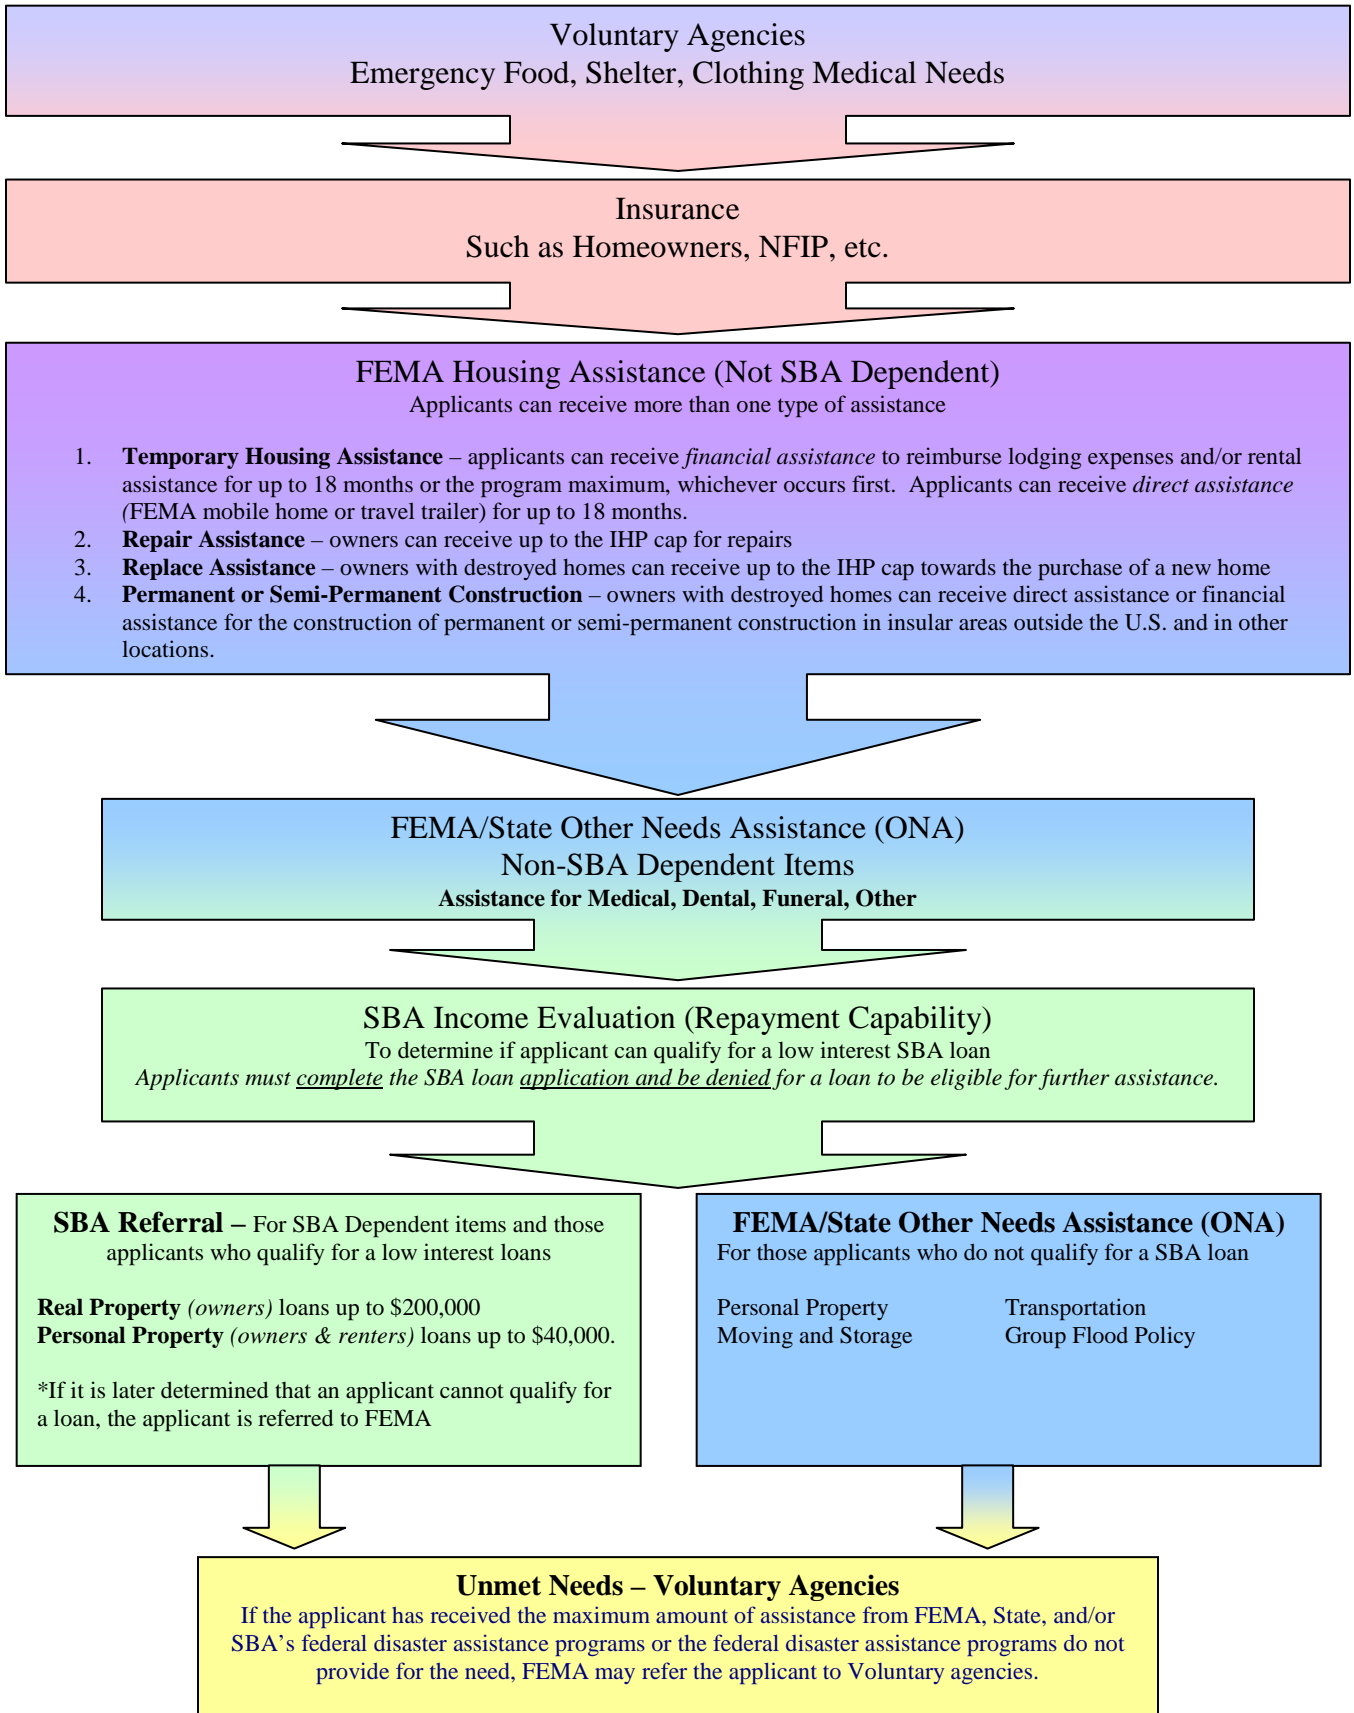 Voluntary Agencies
Emergency Food, Shelter, Clothing Medical Needs
Insurance
Such as Homeowners, NFIP, etc.
FEMA Housing Assistance (Not SBA Dependent)
Applicants can receive more than one type of assistance
1. Temporary Housing Assistance – applicants can receive financial assistance to reimburse lodging expenses and/or rental
assistance for up to 18 months or the program maximum, whichever occurs first. Applicants can receive direct assistance
(FEMA mobile home or travel trailer) for up to 18 months.
2. Repair Assistance – owners can receive up to the IHP cap for repairs
3. Replace Assistance – owners with destroyed homes can receive up to the IHP cap towards the purchase of a new home
4. Permanent or Semi-Permanent Construction – owners with destroyed homes can receive direct assistance or financial
assistance for the construction of permanent or semi-permanent construction in insular areas outside the U.S. and in other
locations.
FEMA/State Other Needs Assistance (ONA)
Non-SBA Dependent Items
Assistance for Medical, Dental, Funeral, Other
SBA Income Evaluation (Repayment Capability)
To determine if applicant can qualify for a low interest SBA loan
Applicants must complete the SBA loan application and be denied for a loan to be eligible for further assistance.
SBA Referral – For SBA Dependent items and those
applicants who qualify for a low interest loans
Real Property (owners) loans up to $200,000
Personal Property (owners & renters) loans up to $40,000.
*If it is later determined that an applicant cannot qualify for
a loan, the applicant is referred to FEMA
FEMA/State Other Needs Assistance (ONA)
For those applicants who do not qualify for a SBA loan
Personal Property Transportation
Moving and Storage Group Flood Policy
Unmet Needs – Voluntary Agencies
If the applicant has received the maximum amount of assistance from FEMA, State, and/or
SBA’s federal disaster assistance programs or the federal disaster assistance programs do not
provide for the need, FEMA may refer the applicant to Voluntary agencies.